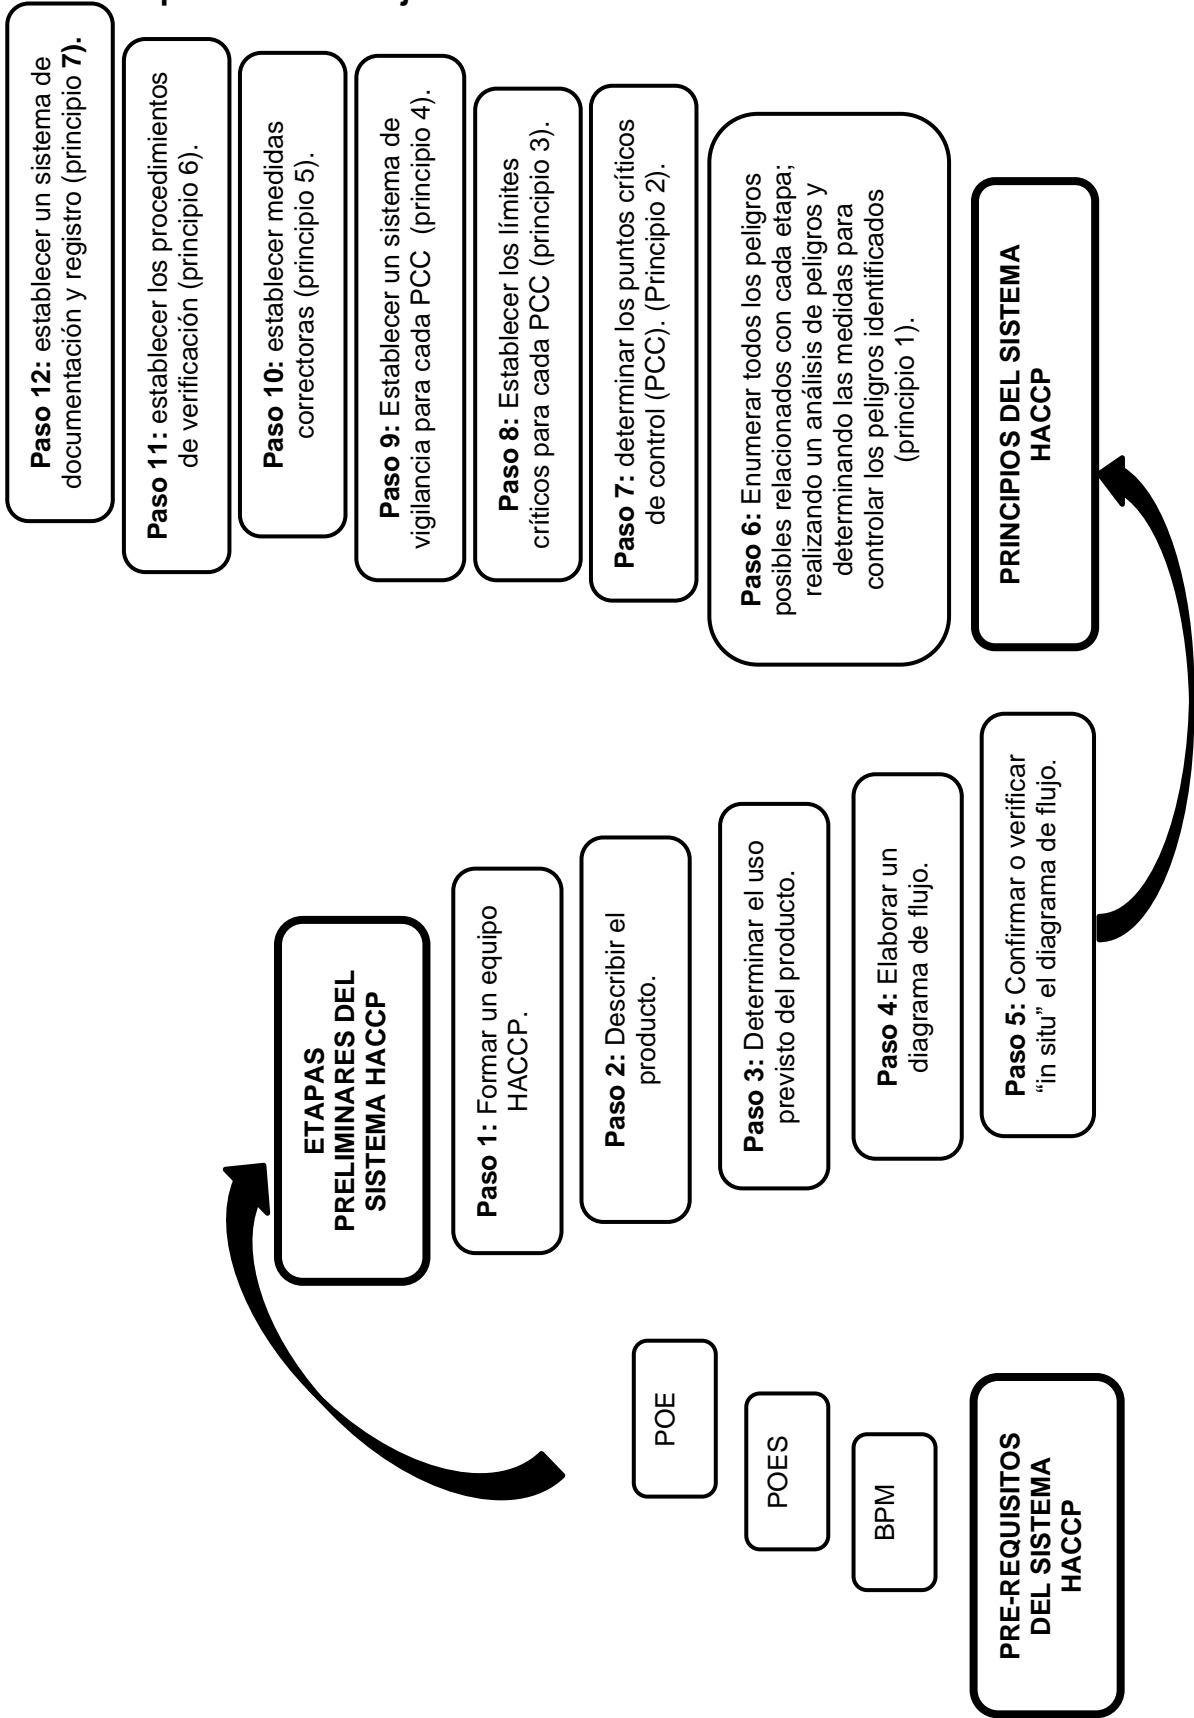 PRE-REQUISITOS
DEL SISTEMA
HACCP
POE
POES
BPM
ETAPAS
PRELIMINARES DEL
SISTEMA HACCP
Paso 1: Formar un equipo
HACCP.
Paso 2: Describir el
producto.
Paso 3: Determinar el uso
previsto del producto.
Paso 4: Elaborar un
diagrama de flujo.
Paso 5: Confirmar o verificar
“in situ” el diagrama de flujo.
Paso 12: establecer un sistema de
documentación y registro (principio 7).
Paso 11: establecer los procedimientos
de verificación (principio 6).
Paso 10: establecer medidas
correctoras (principio 5).
Paso 9: Establecer un sistema de
vigilancia para cada PCC (principio 4).
Paso 8: Establecer los límites
críticos para cada PCC (principio 3).
Paso 7: determinar los puntos críticos
de control (PCC). (Principio 2).
Paso 6: Enumerar todos los peligros
posibles relacionados con cada etapa;
realizando un análisis de peligros y
determinando las medidas para
controlar los peligros identificados
(principio 1).
PRINCIPIOS DEL SISTEMA
HACCP